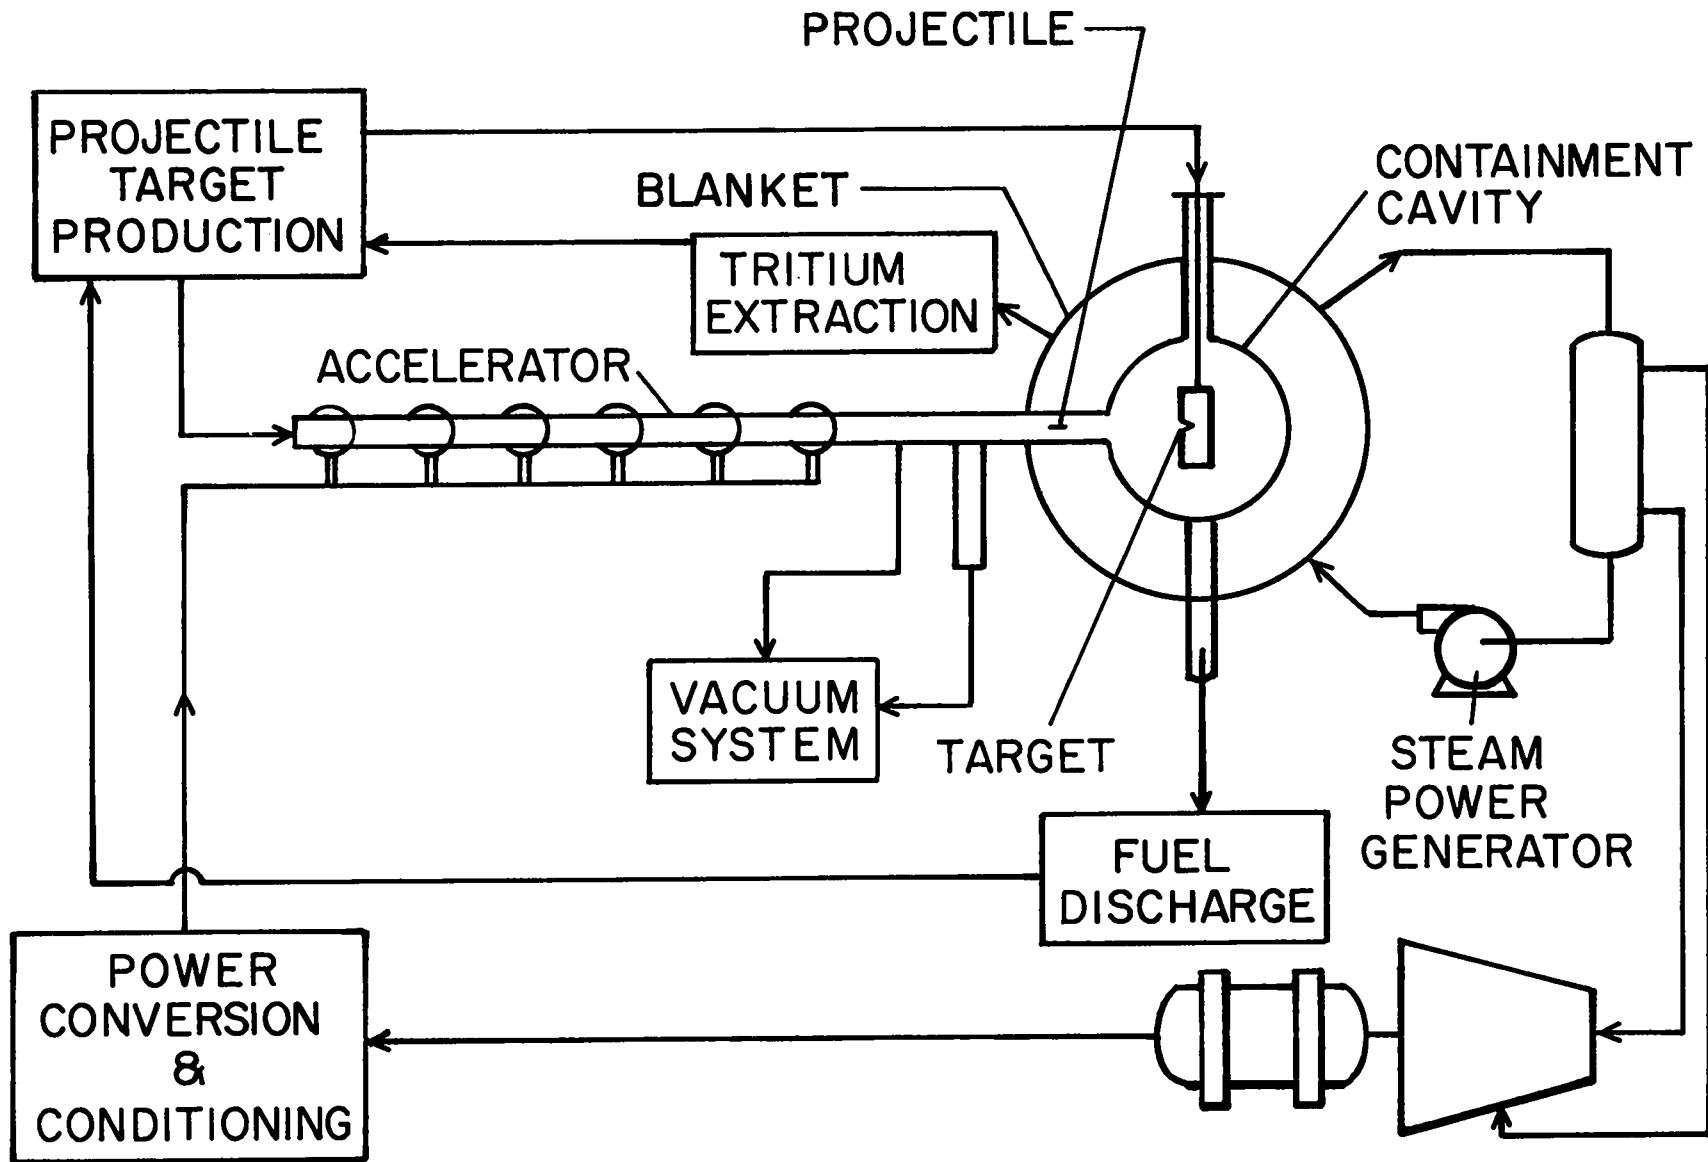 PROJECTILE
PROJECTILE
TARGET
PRODUCTION
BLANKET
CONTAINMENT
CAVITY
TRITIUM
EXTRACTION
ACCELERATOR
VACUUM
SYSTEM
TARGET
STEAM
POWER
GENERATOR
FUEL
DISCHARGE
POWER
CONVERSION
&
CONDITIONING